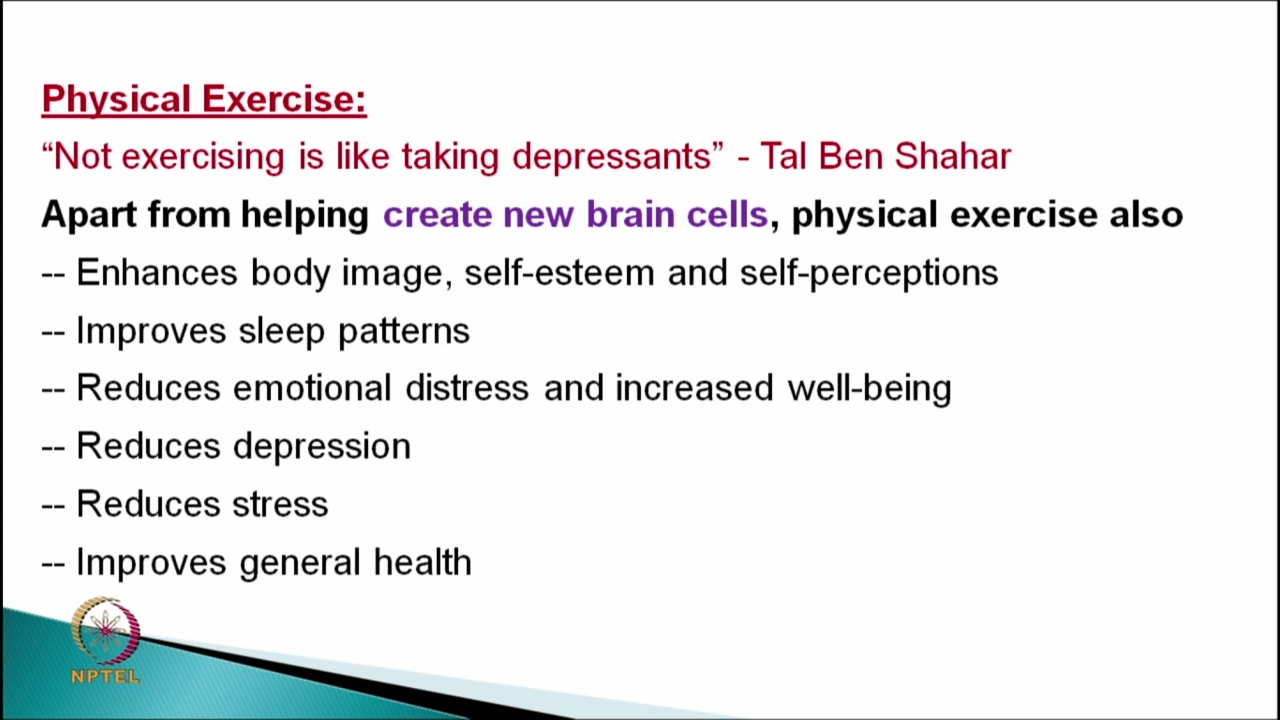 Physical Exercise:
“Not exercising is like taking depressants” - Tal Ben Shahar
Apart from helping create new brain cells, physical exercise also
-- Enhances body image, self-esteem and self-perceptions
-- Improves sleep patterns
-- Reduces emotional distress and increased well-being
-- Reduces depression
-- Reduces stress
-- Improves general health
NPTEL